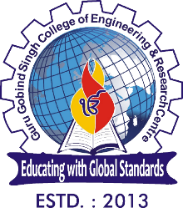 Guru Gobind Singh College of Engineering & Research Centre
ੴ
Educating with Global Standards
ESTD. : 2013